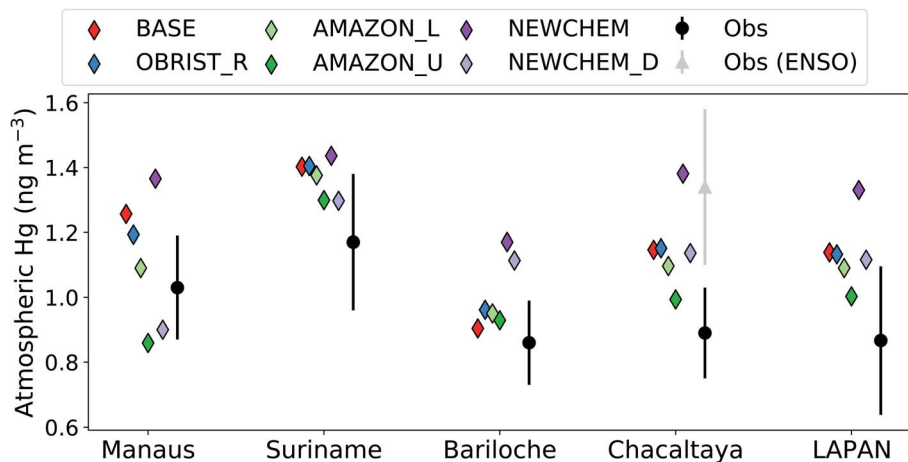 BASE AMAZON_L NEWCHEM Obs
OBRIST_R AMAZON_U NEWCHEM_D Obs (ENSO)
Atmospheric Hg (ng m⁻³)
1.6
1.4
1.2
1.0
0.8
0.6
Manaus Suriname Bariloche Chacaltaya LAPAN